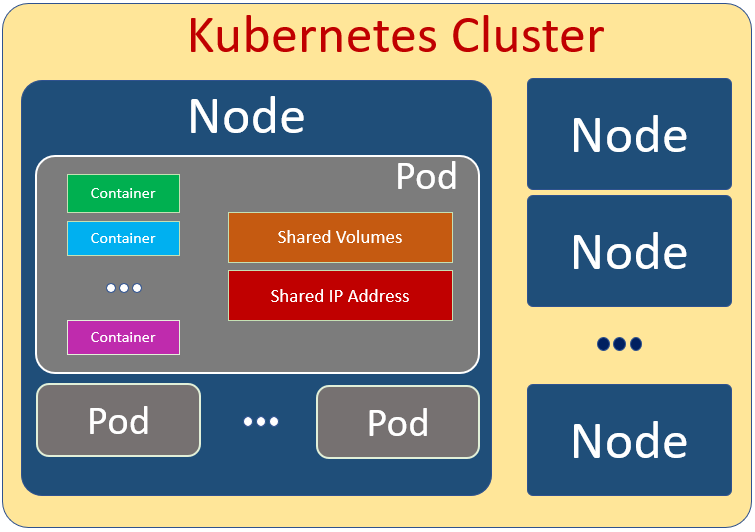 Kubernetes Cluster
Node
Pod
Container
Container
Container
Shared Volumes
Shared IP Address
Pod
Pod
Node
Node
Node